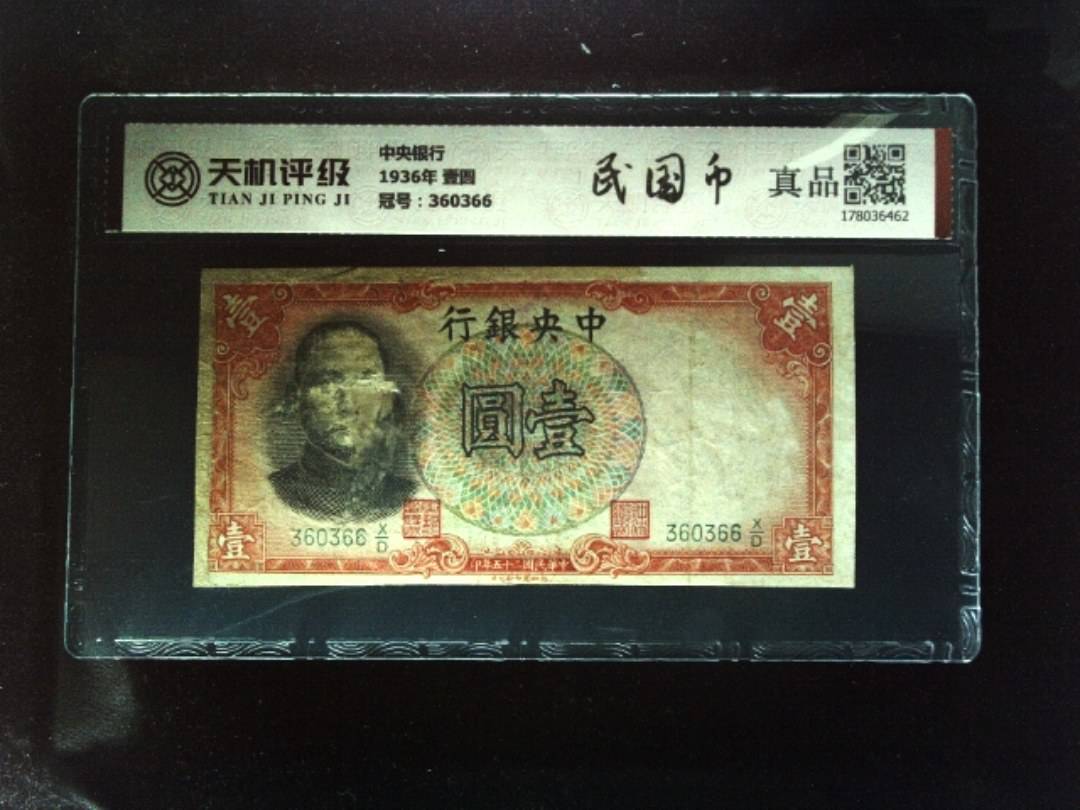 天机评级
TIAN JI PING JI
中央银行
1936年 壹圆
冠号：360366
民国币
真品
178036462
壹
壹
中央銀行
壹圓
360366 X/D
360366 X/D
壹
壹